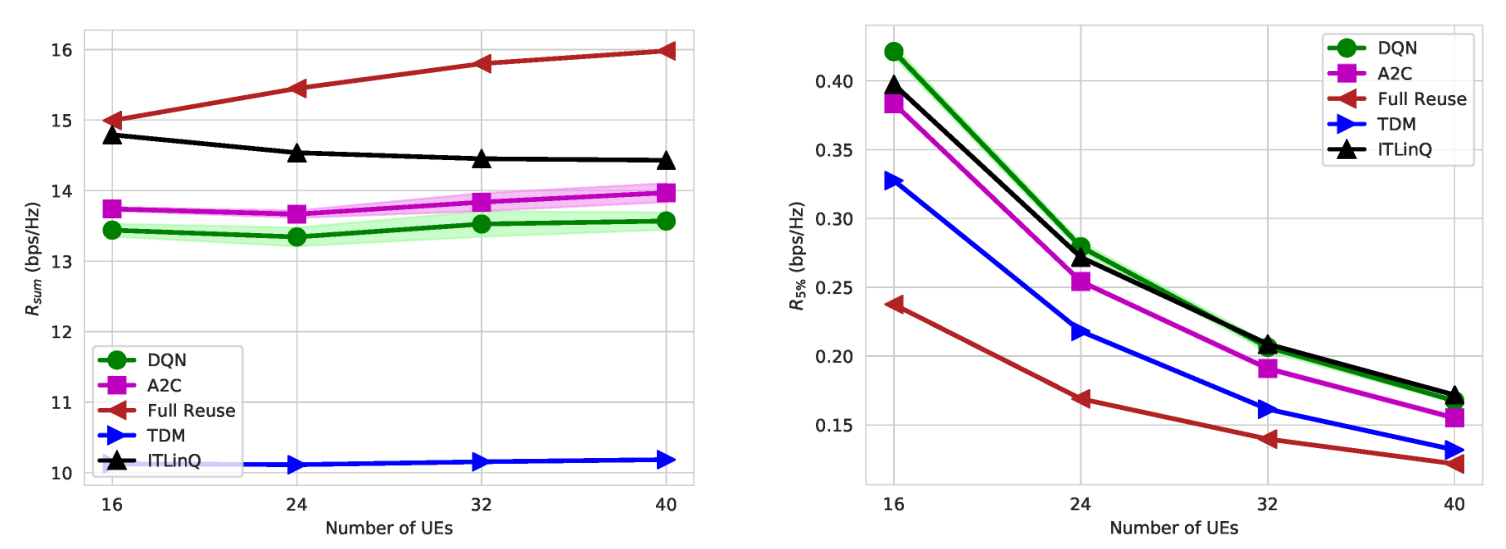 16
15
14
13
12
11
10
R_sum (bps/Hz)
DQN
A2C
Full Reuse
TDM
ITLinQ
16 24 32 40
Number of UEs
0.40
0.35
0.30
0.25
0.20
0.15
R_5% (bps/Hz)
DQN
A2C
Full Reuse
TDM
ITLinQ
16 24 32 40
Number of UEs